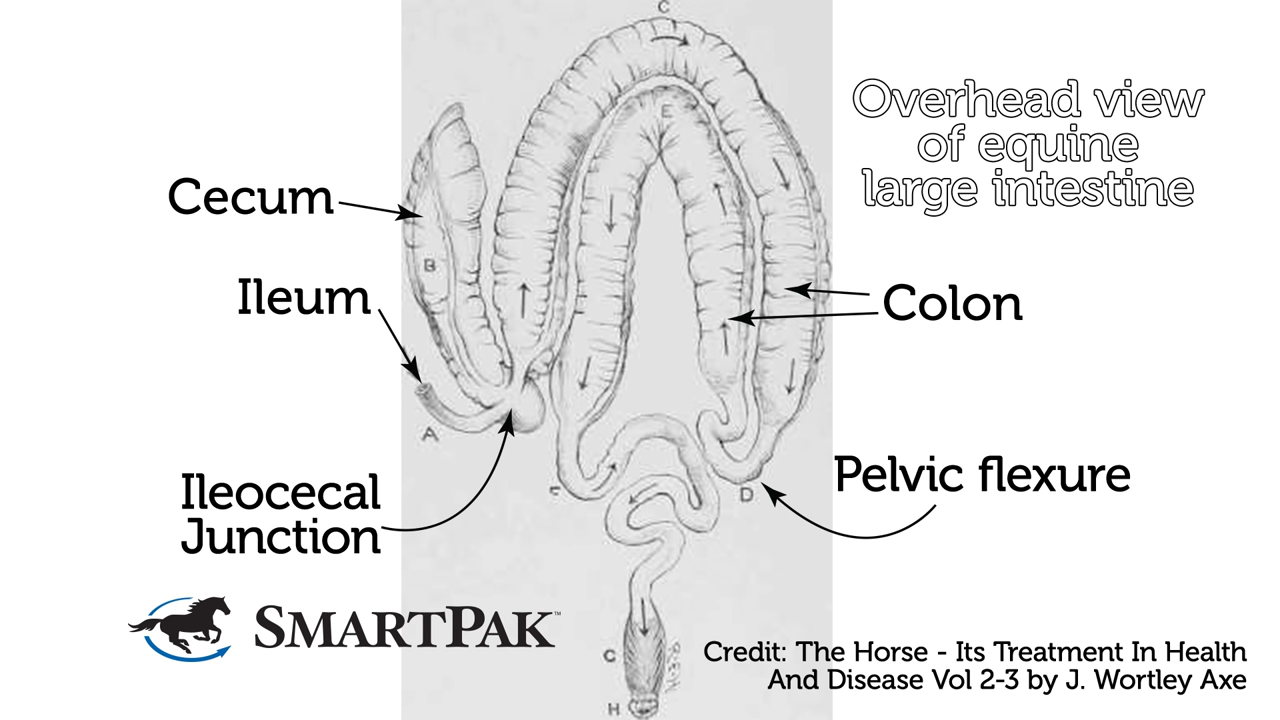 C
Overhead view
of equine
large intestine
E
Cecum
B
Ileum
Colon
A
Pelvic flexure
Ileocecal
Junction
D
SMARTPAK™
G
H
Credit: The Horse - Its Treatment In Health
And Disease Vol 2-3 by J. Wortley Axe